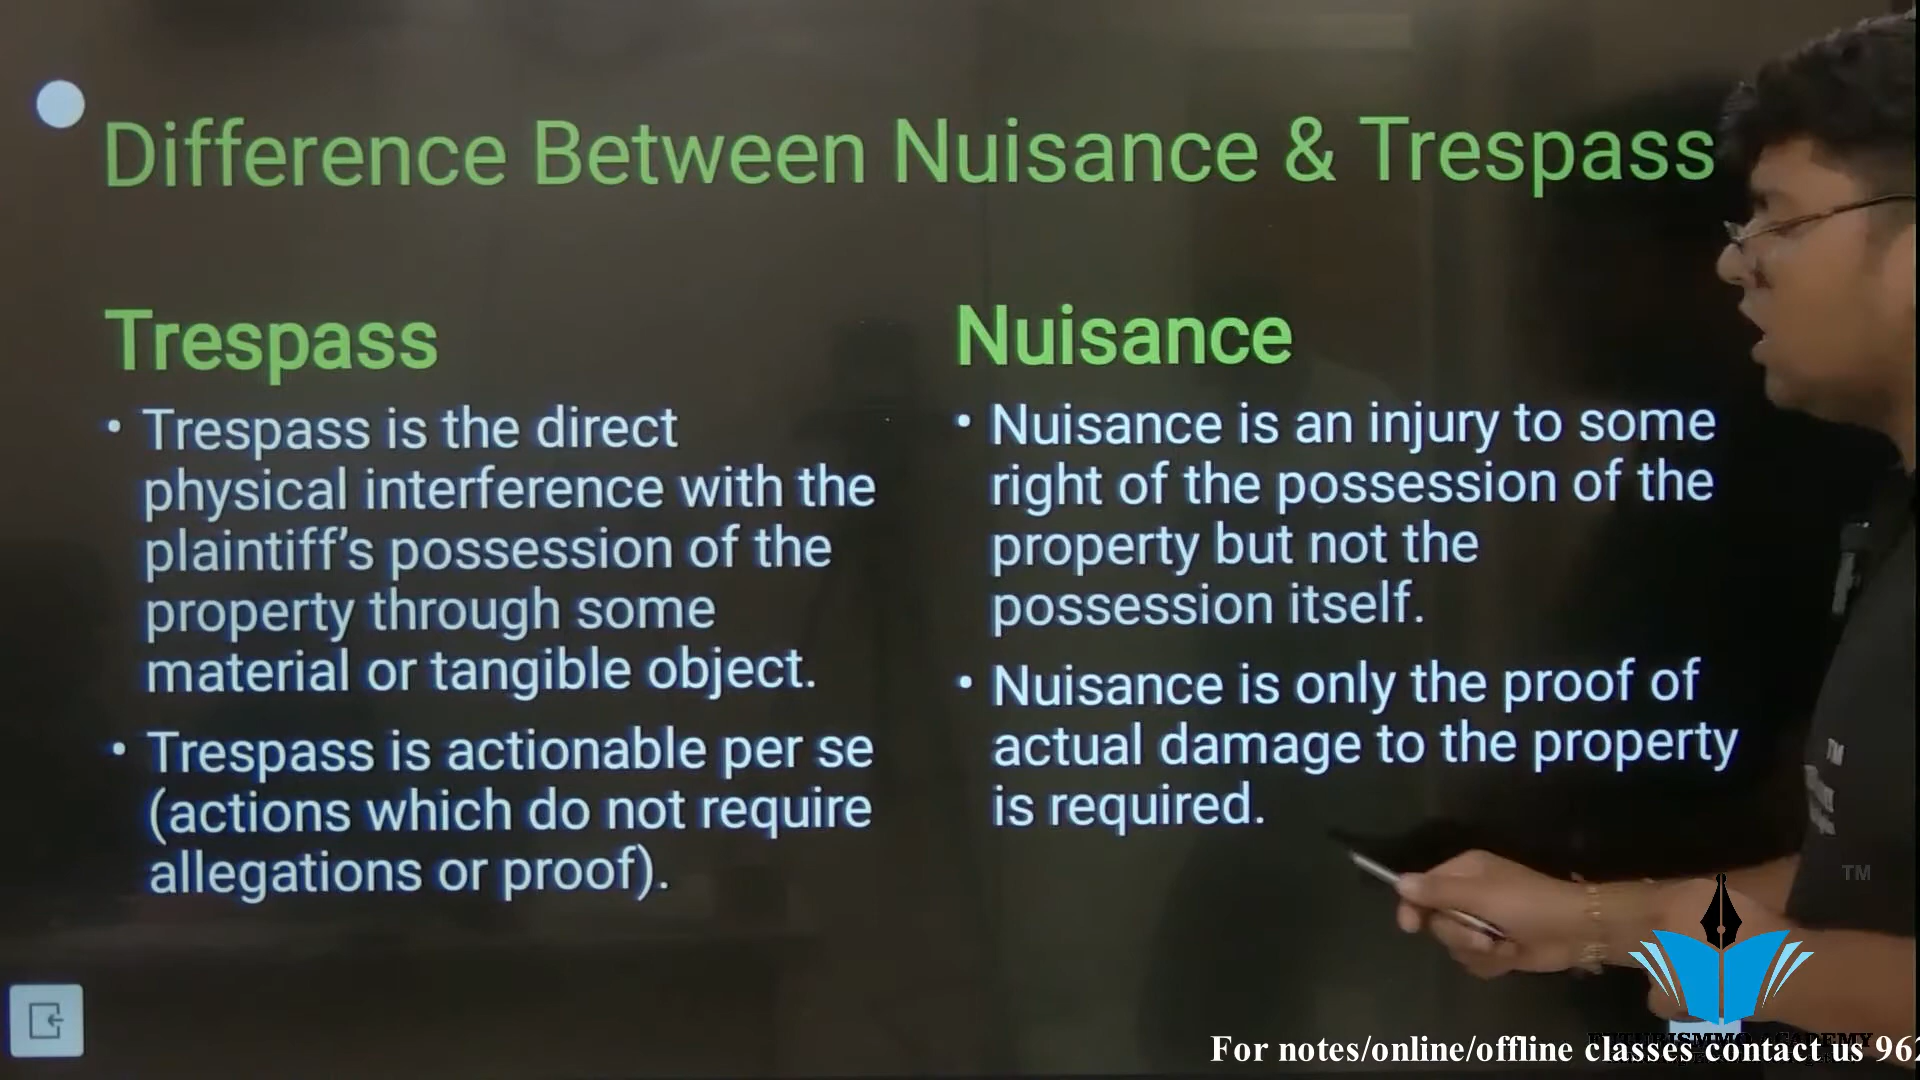 Difference Between Nuisance & Trespass
Trespass
• Trespass is the direct
physical interference with the
plaintiff’s possession of the
property through some
material or tangible object.
• Trespass is actionable per se
(actions which do not require
allegations or proof).
Nuisance
• Nuisance is an injury to some
right of the possession of the
property but not the
possession itself.
• Nuisance is only the proof of
actual damage to the property
is required.
TM
TM
For notes/online/offline classes contact us 962